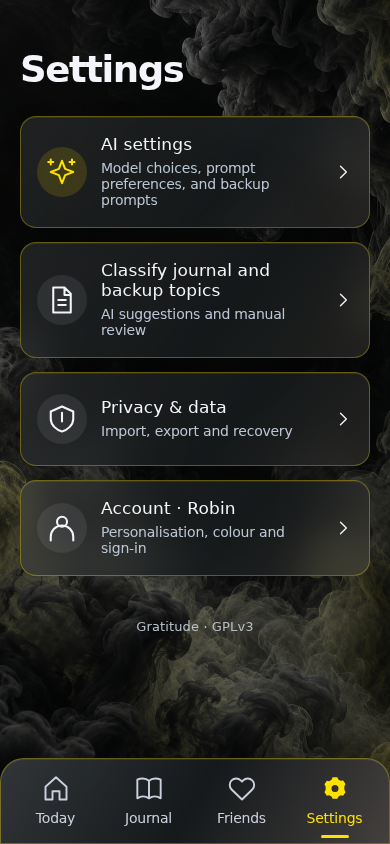 Settings
AI settings
Model choices, prompt
preferences, and backup
prompts
Classify journal and
backup topics
AI suggestions and manual
review
Privacy & data
Import, export and recovery
Account · Robin
Personalisation, colour and
sign-in
Gratitude · GPLv3
Today
Journal
Friends
Settings